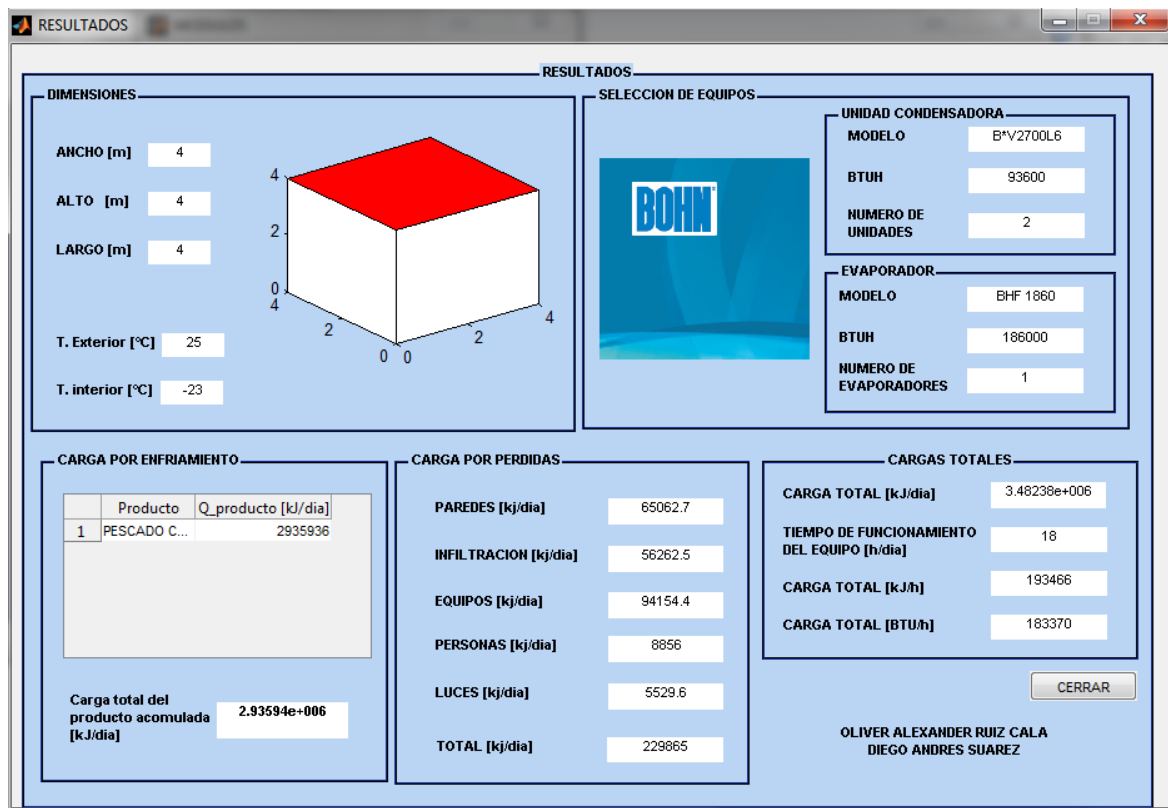 RESULTADOS
RESULTADOS
DIMENSIONES
ANCHO [m] 4
ALTO [m] 4
LARGO [m] 4
4
2
0
4
2
0
0
2
4
T. Exterior [°C] 25
T. interior [°C] -23
SELECCION DE EQUIPOS
BOHN
UNIDAD CONDENSADORA
MODELO B*V2700L6
BTUH 93600
NUMERO DE
UNIDADES 2
EVAPORADOR
MODELO BHF 1860
BTUH 186000
NUMERO DE
EVAPORADORES 1
CARGA POR ENFRIAMIENTO
Producto Q_producto [kJ/dia]
1 PESCADO C... 2935936
Carga total del
producto acumulada 2.93594e+006
[kJ/dia]
CARGA POR PERDIDAS
PAREDES [kj/dia] 65062.7
INFILTRACION [kj/dia] 56262.5
EQUIPOS [kj/dia] 94154.4
PERSONAS [kj/dia] 8856
LUCES [kj/dia] 5529.6
TOTAL [kj/dia] 229865
CARGAS TOTALES
CARGA TOTAL [kJ/dia] 3.48238e+006
TIEMPO DE FUNCIONAMIENTO
DEL EQUIPO [h/dia] 18
CARGA TOTAL [kJ/h] 193466
CARGA TOTAL [BTU/h] 183370
CERRAR
OLIVER ALEXANDER RUIZ CALA
DIEGO ANDRES SUAREZ